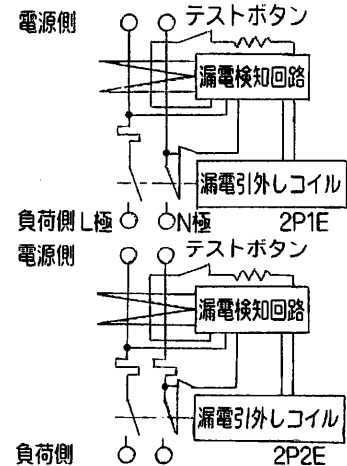 電源側
テストボタン
漏電検知回路
漏電引外しコイル
負荷側 L極 N極 2P1E
電源側
テストボタン
漏電検知回路
漏電引外しコイル
負荷側 2P2E